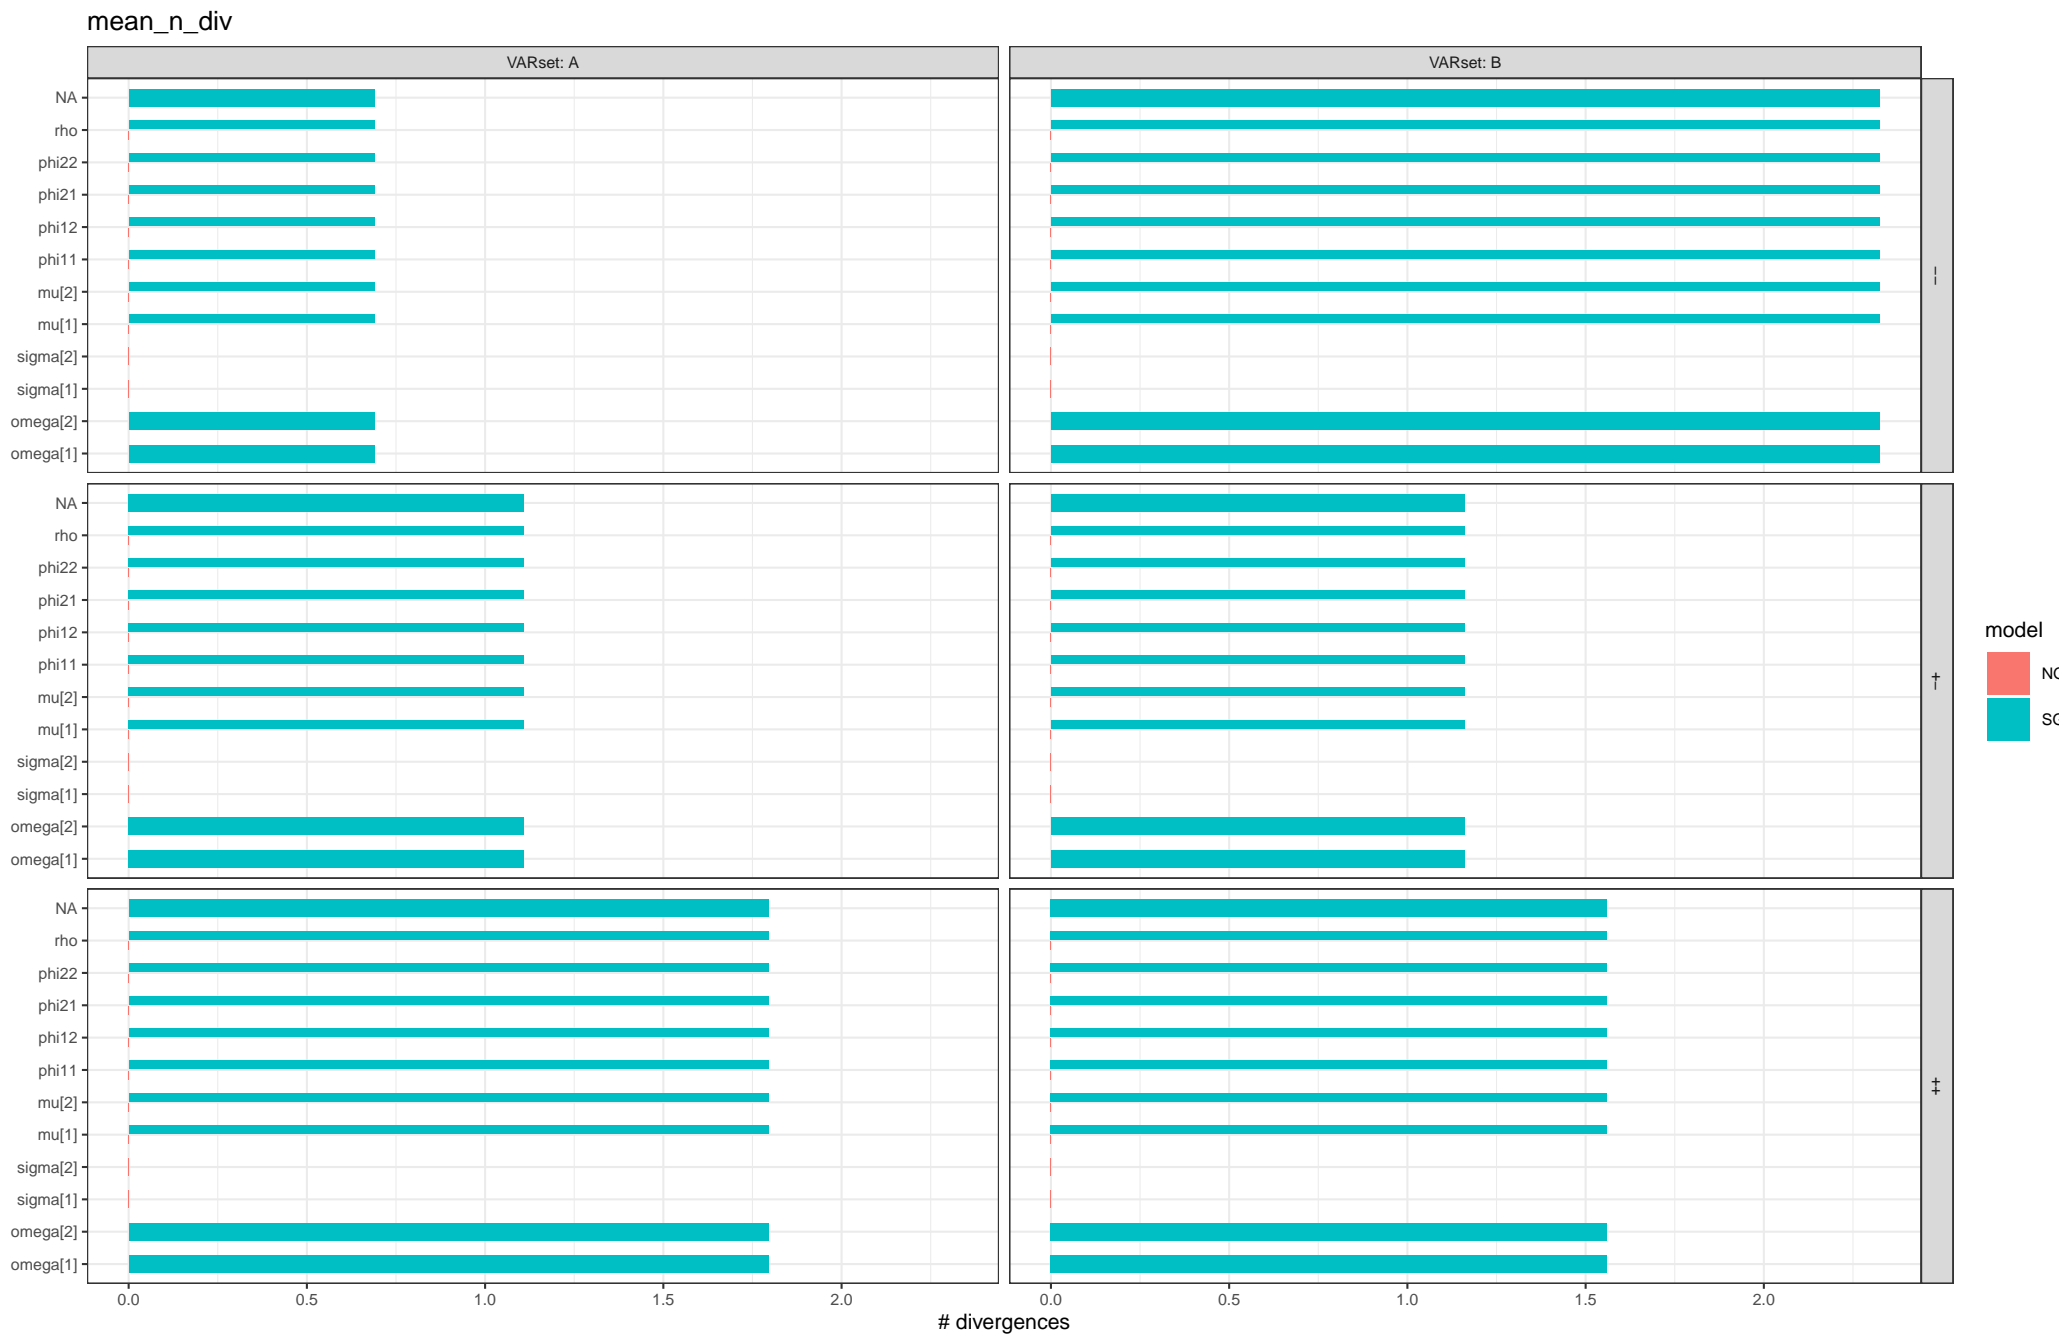 mean_n_div
VARset: A
VARset: B
NA
rho
phi22
phi21
phi12
phi11
mu[2]
mu[1]
sigma[2]
sigma[1]
omega[2]
omega[1]
--
NA
rho
phi22
phi21
phi12
phi11
mu[2]
mu[1]
sigma[2]
sigma[1]
omega[2]
omega[1]
-+
NA
rho
phi22
phi21
phi12
phi11
mu[2]
mu[1]
sigma[2]
sigma[1]
omega[2]
omega[1]
++
0.0 0.5 1.0 1.5 2.0
0.0 0.5 1.0 1.5 2.0
# divergences
model